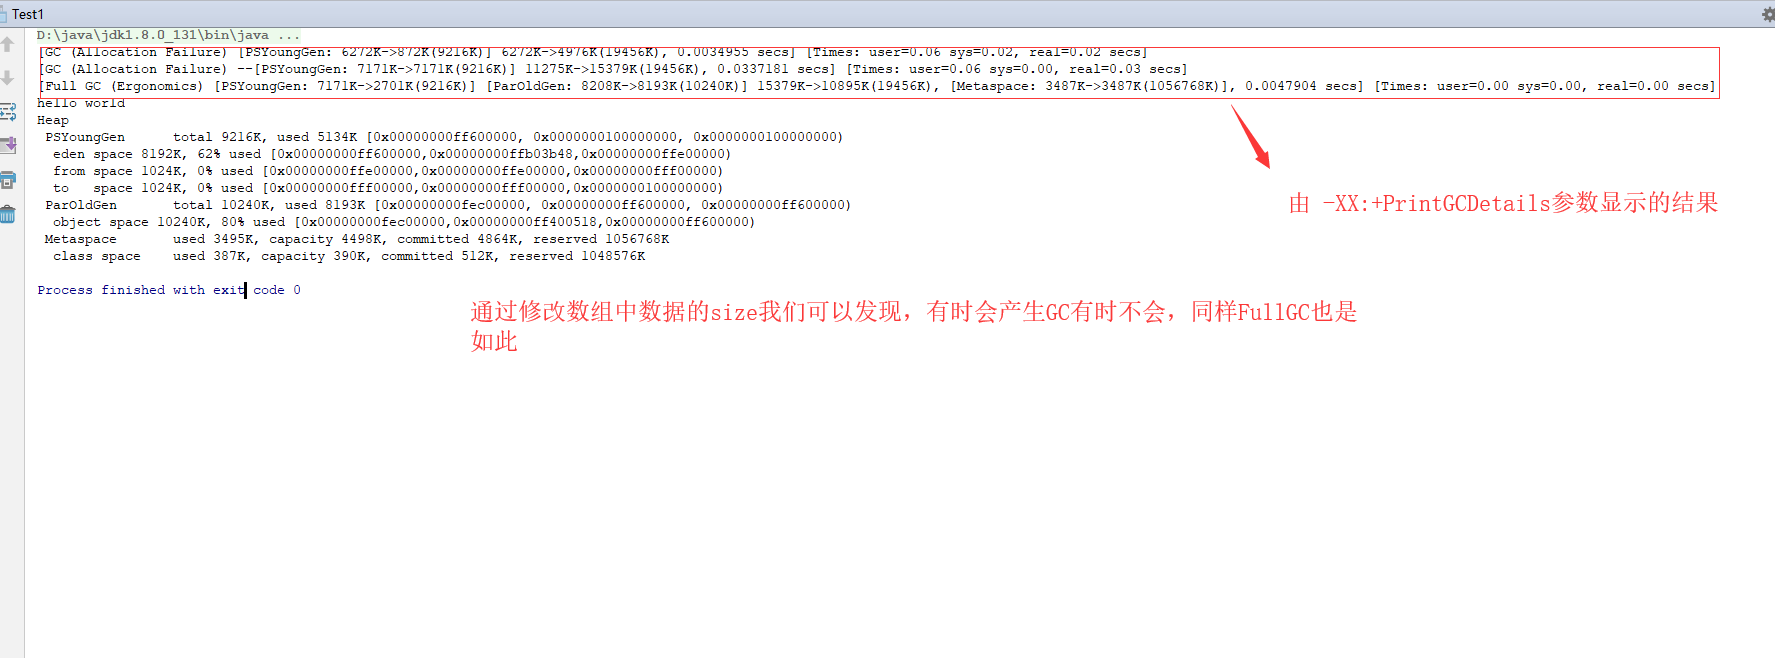 Test1
D:\java\jdk1.8.0_131\bin\java ...
[GC (Allocation Failure) [PSYoungGen: 6272K->872K(9216K)] 6272K->4976K(19456K), 0.0034955 secs] [Times: user=0.06 sys=0.02, real=0.02 secs]
[GC (Allocation Failure) --[PSYoungGen: 7171K->7171K(9216K)] 11275K->15379K(19456K), 0.0337181 secs] [Times: user=0.06 sys=0.00, real=0.03 secs]
[Full GC (Ergonomics) [PSYoungGen: 7171K->2701K(9216K)] [ParOldGen: 8208K->8193K(10240K)] 15379K->10895K(19456K), [Metaspace: 3487K->3487K(1056768K)], 0.0047904 secs] [Times: user=0.00 sys=0.00, real=0.00 secs]
hello world
Heap
PSYoungGen      total 9216K, used 5134K [0x00000000ff600000, 0x0000000100000000, 0x0000000100000000)
eden space 8192K, 62% used [0x00000000ff600000,0x00000000ffb03b48,0x00000000ffe00000)
from space 1024K, 0% used [0x00000000ffe00000,0x00000000ffe00000,0x00000000fff00000)
to   space 1024K, 0% used [0x00000000fff00000,0x00000000fff00000,0x0000000100000000)
ParOldGen       total 10240K, used 8193K [0x00000000fec00000, 0x00000000ff600000, 0x00000000ff600000)
object space 10240K, 80% used [0x00000000fec00000,0x00000000ff400518,0x00000000ff600000)
Metaspace       used 3495K, capacity 4498K, committed 4864K, reserved 1056768K
class space    used 387K, capacity 390K, committed 512K, reserved 1048576K
由 -XX:+PrintGCDetails参数显示的结果
Process finished with exit code 0
通过修改数组中数据的size我们可以发现，有时会产生GC有时不会，同样FullGC也是
如此